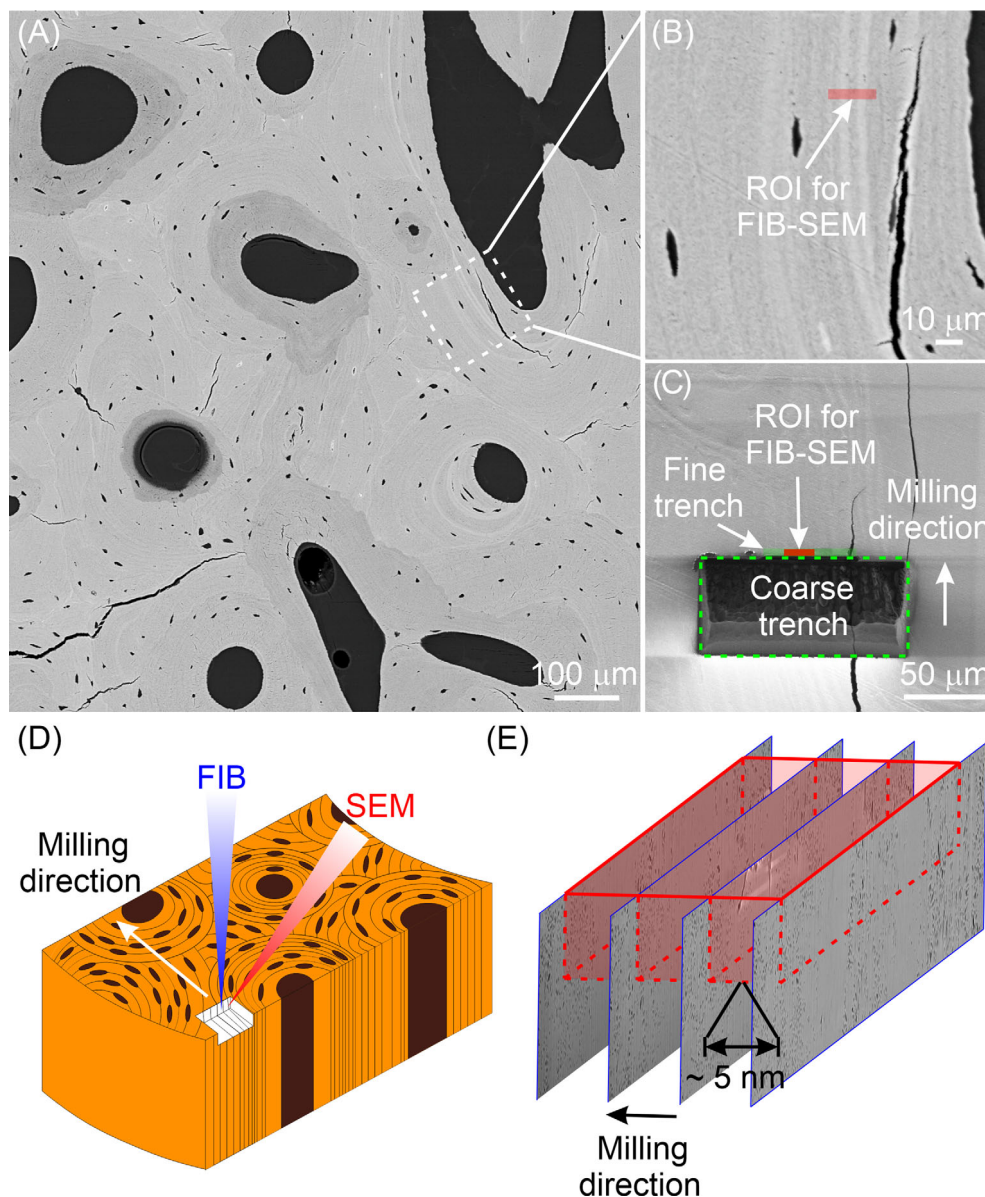 (A)
100 μm
(B)
ROI for
FIB-SEM
10 μm
(C)
ROI for
FIB-SEM
Fine
trench
Milling
direction
Coarse
trench
50 μm
(D)
FIB
SEM
Milling
direction
(E)
~ 5 nm
Milling
direction